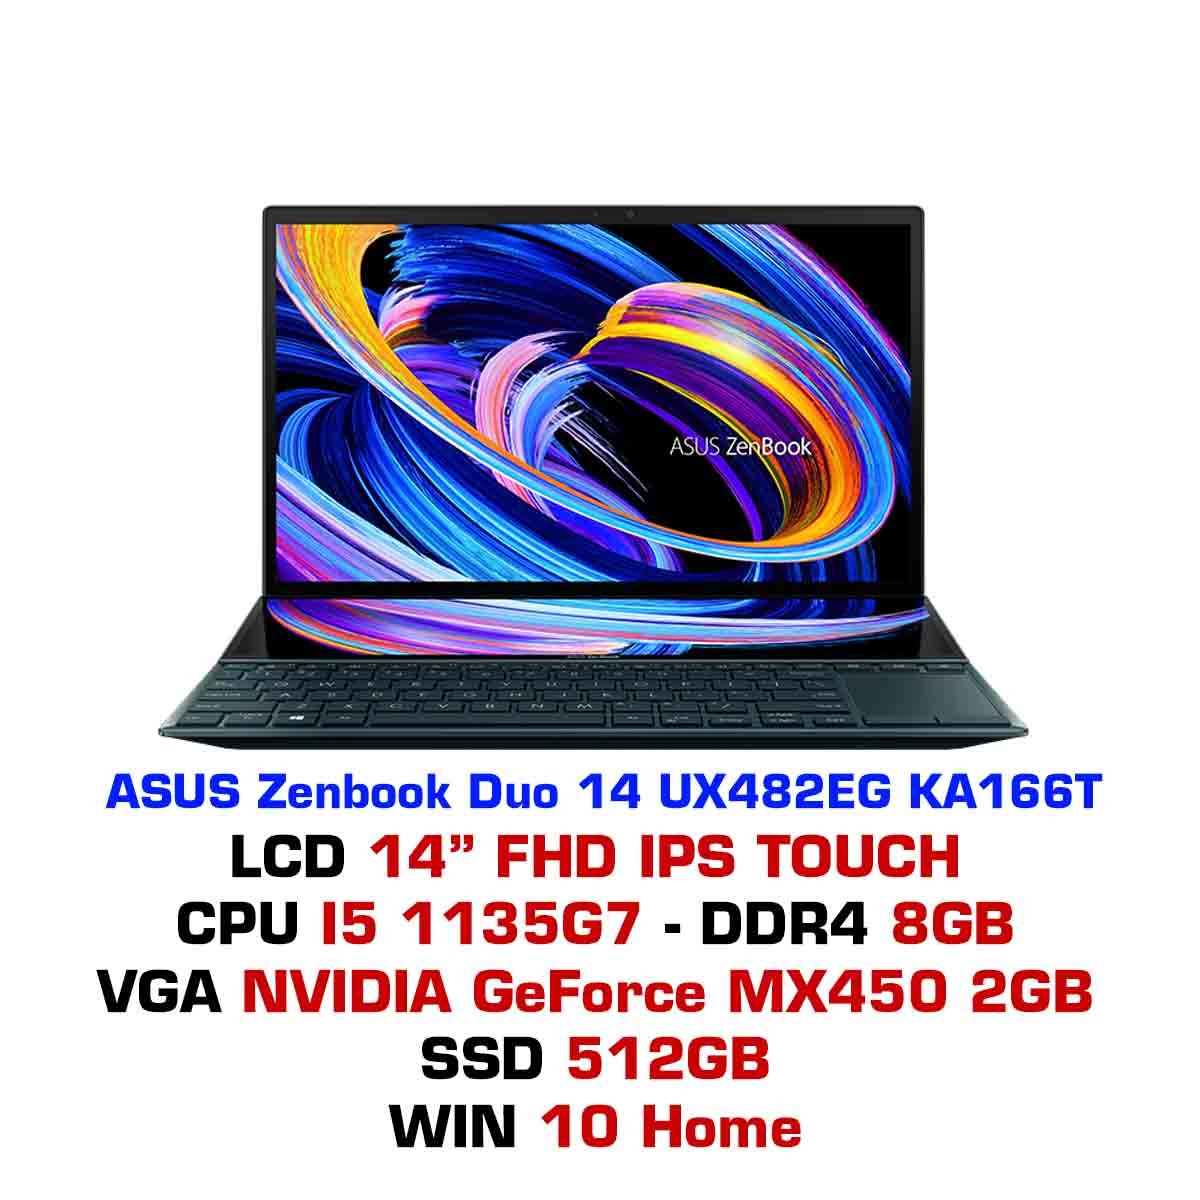 ASUS ZenBook
ASUS Zenbook Duo 14 UX482EG KA166T
LCD 14” FHD IPS TOUCH
CPU I5 1135G7 - DDR4 8GB
VGA NVIDIA GeForce MX450 2GB
SSD 512GB
WIN 10 Home